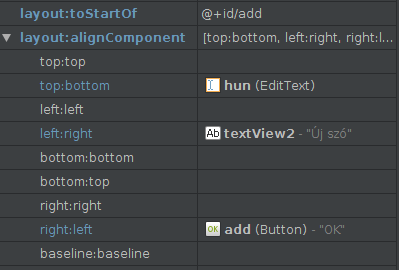 layout:toStartOf @+id/add
layout:alignComponent [top:bottom, left:right, right:l...
top:top
top:bottom hun (EditText)
left:left
left:right Ab textView2 - "Új szó"
bottom:bottom
bottom:top
right:right
right:left OK add (Button) - "OK"
baseline:baseline